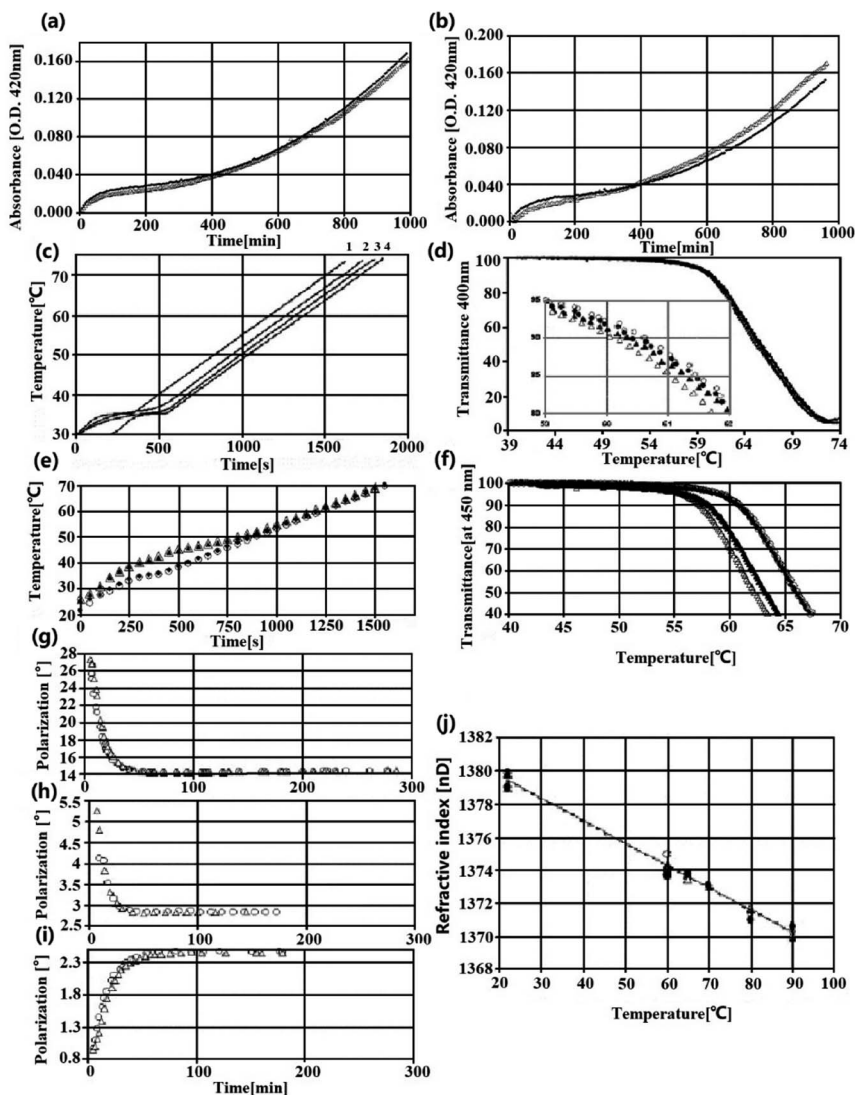 (a)
Absorbance [O.D. 420nm]
0.160
0.120
0.080
0.040
0.000
0 200 400 600 800 1000
Time[min]
(b)
Absorbance [O.D. 420nm]
0.200
0.160
0.120
0.080
0.040
0.000
0 200 400 600 800 1000
Time[min]
(c)
1 2 3 4
Temperature[℃]
70
60
50
40
30
0 500 1000 1500 2000
Time[s]
(d)
Transmittance 400nm
100
80
60
40
20
0
95
90
95
80
59 60 61 62
39 44 49 54 59 64 69 74
Temperature[℃]
(e)
Temperature[℃]
70
60
50
40
30
20
0 250 500 750 1000 1250 1500
Time[s]
(f)
Transmittance[at 450 nm]
100
90
80
70
60
50
40
40 45 50 55 60 65 70
Temperature[℃]
(g)
Polarization [°]
28
26
24
22
20
18
16
14
0 100 200 300
(h)
Polarization [°]
5.5
5
4.5
4
3.5
3
2.5
0 100 200 300
(i)
Polarization [°]
2.3
1.8
1.3
0.8
0 100 200 300
Time[min]
(j)
Refractive index [nD]
1382
1380
1378
1376
1374
1372
1370
1368
20 30 40 50 60 70 80 90 100
Temperature[℃]